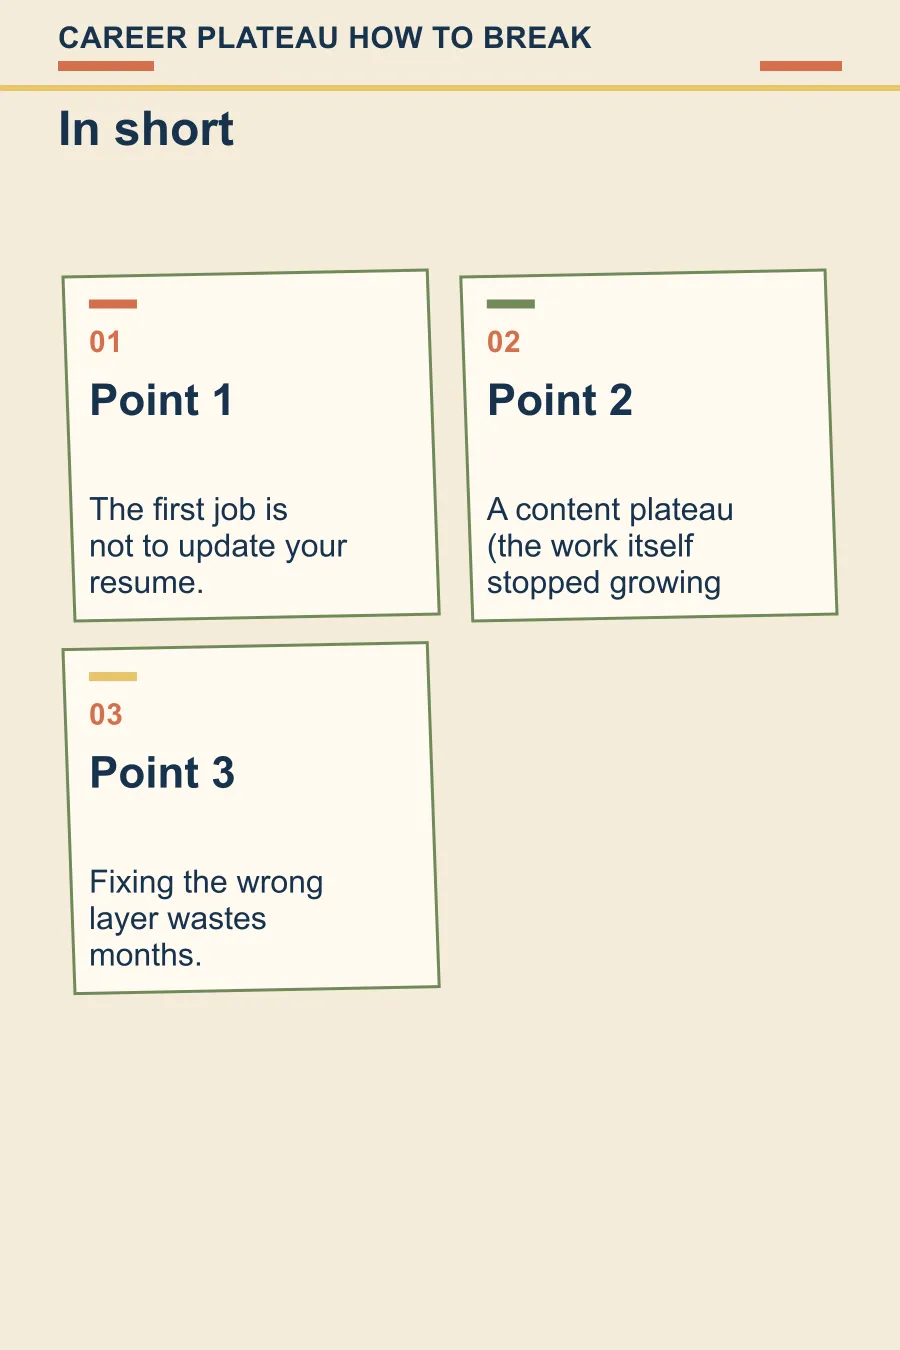 CAREER PLATEAU HOW TO BREAK
In short
01
Point 1
The first job is
not to update your
resume.
02
Point 2
A content plateau
(the work itself
stopped growing
03
Point 3
Fixing the wrong
layer wastes
months.